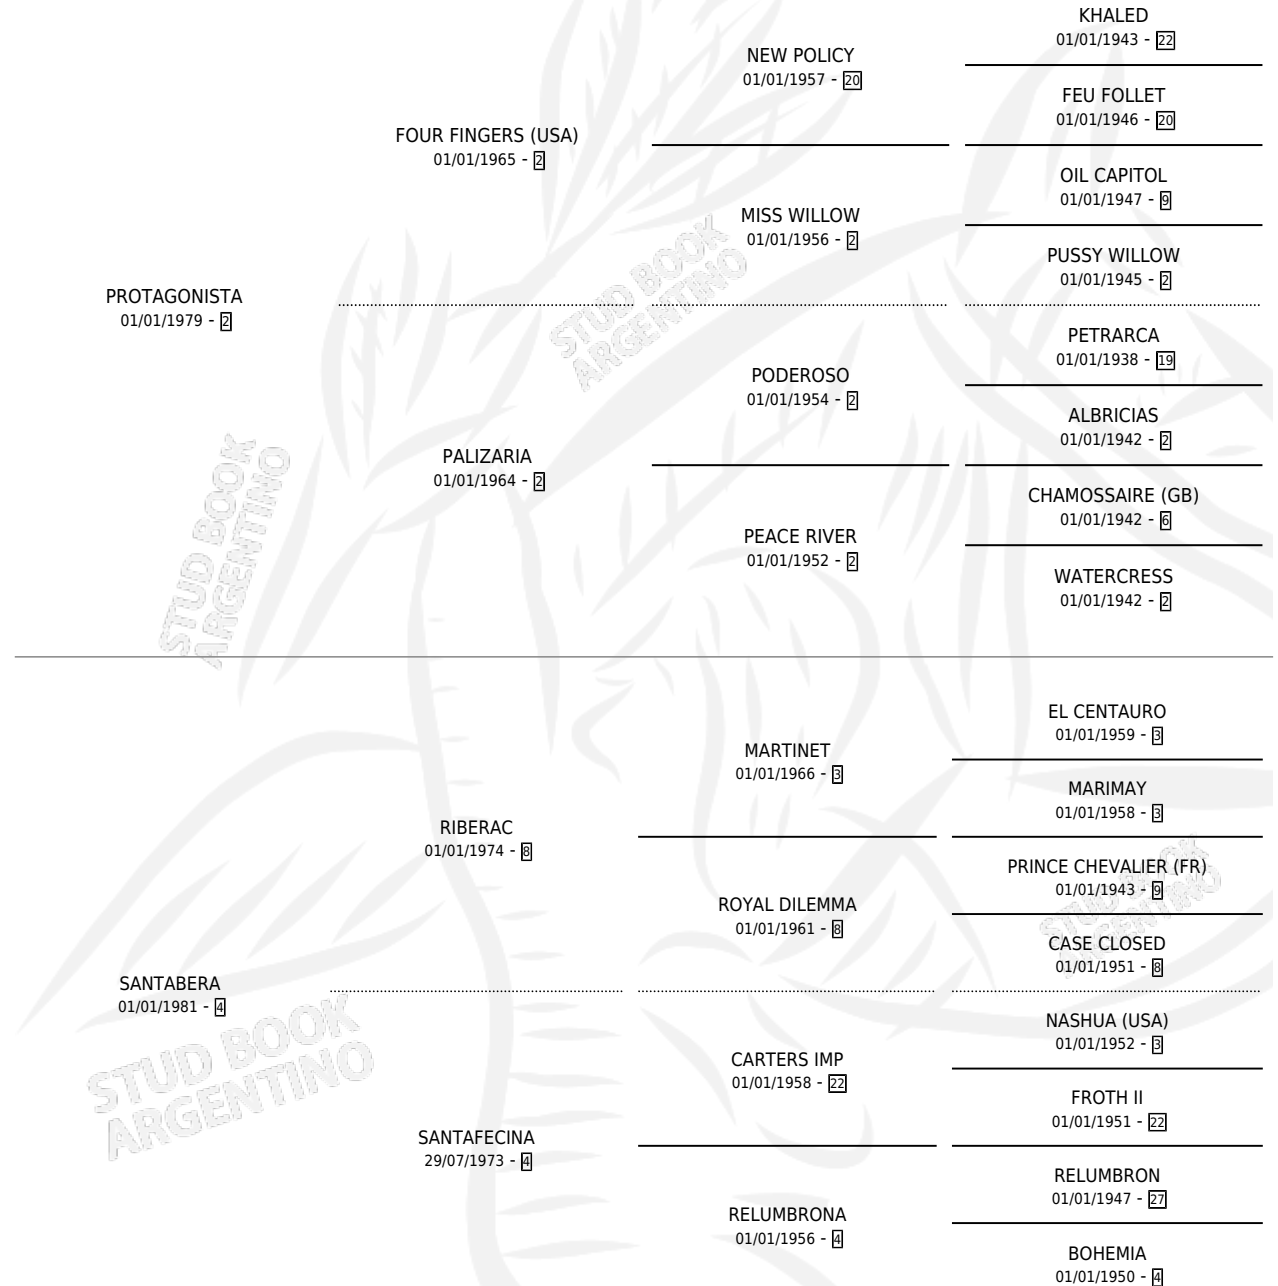 KHALED
01/01/1943 - 22
NEW POLICY
01/01/1957 - 20
FEU FOLLET
01/01/1946 - 20
FOUR FINGERS (USA)
01/01/1965 - 2
OIL CAPITOL
01/01/1947 - 9
MISS WILLOW
01/01/1956 - 2
PUSSY WILLOW
01/01/1945 - 2
PROTAGONISTA
01/01/1979 - 2
STUD BOOK
ARGENTINO
PETRARCA
01/01/1938 - 19
PODEROSO
01/01/1954 - 2
ALBRICIAS
01/01/1942 - 2
PALIZARIA
01/01/1964 - 2
CHAMOSSAIRE (GB)
01/01/1942 - 6
PEACE RIVER
01/01/1952 - 2
WATERCRESS
01/01/1942 - 2
STUD BOOK
ARGENTINO
EL CENTAURO
01/01/1959 - 3
MARTINET
01/01/1966 - 3
MARIMAY
01/01/1958 - 3
RIBERAC
01/01/1974 - 8
PRINCE CHEVALIER (FR)
01/01/1943 - 9
STUD BOOK
ARGENTINO
ROYAL DILEMMA
01/01/1961 - 8
CASE CLOSED
01/01/1951 - 8
SANTABERA
01/01/1981 - 4
NASHUA (USA)
01/01/1952 - 3
STUD BOOK
ARGENTINO
CARTERS IMP
01/01/1958 - 22
FROTH II
01/01/1951 - 22
SANTAFECINA
29/07/1973 - 4
RELUMBRON
01/01/1947 - 27
RELUMBRONA
01/01/1956 - 4
BOHEMIA
01/01/1950 - 4